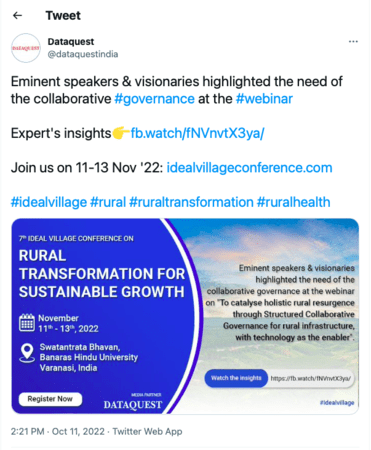 Tweet
DATAQUEST
Dataquest
@dataquestindia
Eminent speakers & visionaries highlighted the need of
the collaborative #governance at the #webinar
Expert's insights👉fb.watch/fNVnvtX3ya/
Join us on 11-13 Nov '22: idealvillageconference.com
#idealvillage #rural #ruraltransformation #ruralhealth
7th IDEAL VILLAGE CONFERENCE ON
RURAL
TRANSFORMATION FOR
SUSTAINABLE GROWTH
November
11th - 13th, 2022
Swatantrata Bhavan,
Banaras Hindu University
Varanasi, India
Register Now
MEDIA PARTNER
DATAQUEST
Eminent speakers & visionaries
highlighted the need of the
collaborative governance at the webinar
on "To catalyse holistic rural resurgence
through Structured Collaborative
Governance for rural infrastructure,
with technology as the enabler".
Watch the insights
https://fb.watch/fNVnvtX3ya/
#idealvillage
2:21 PM · Oct 11, 2022 · Twitter Web App